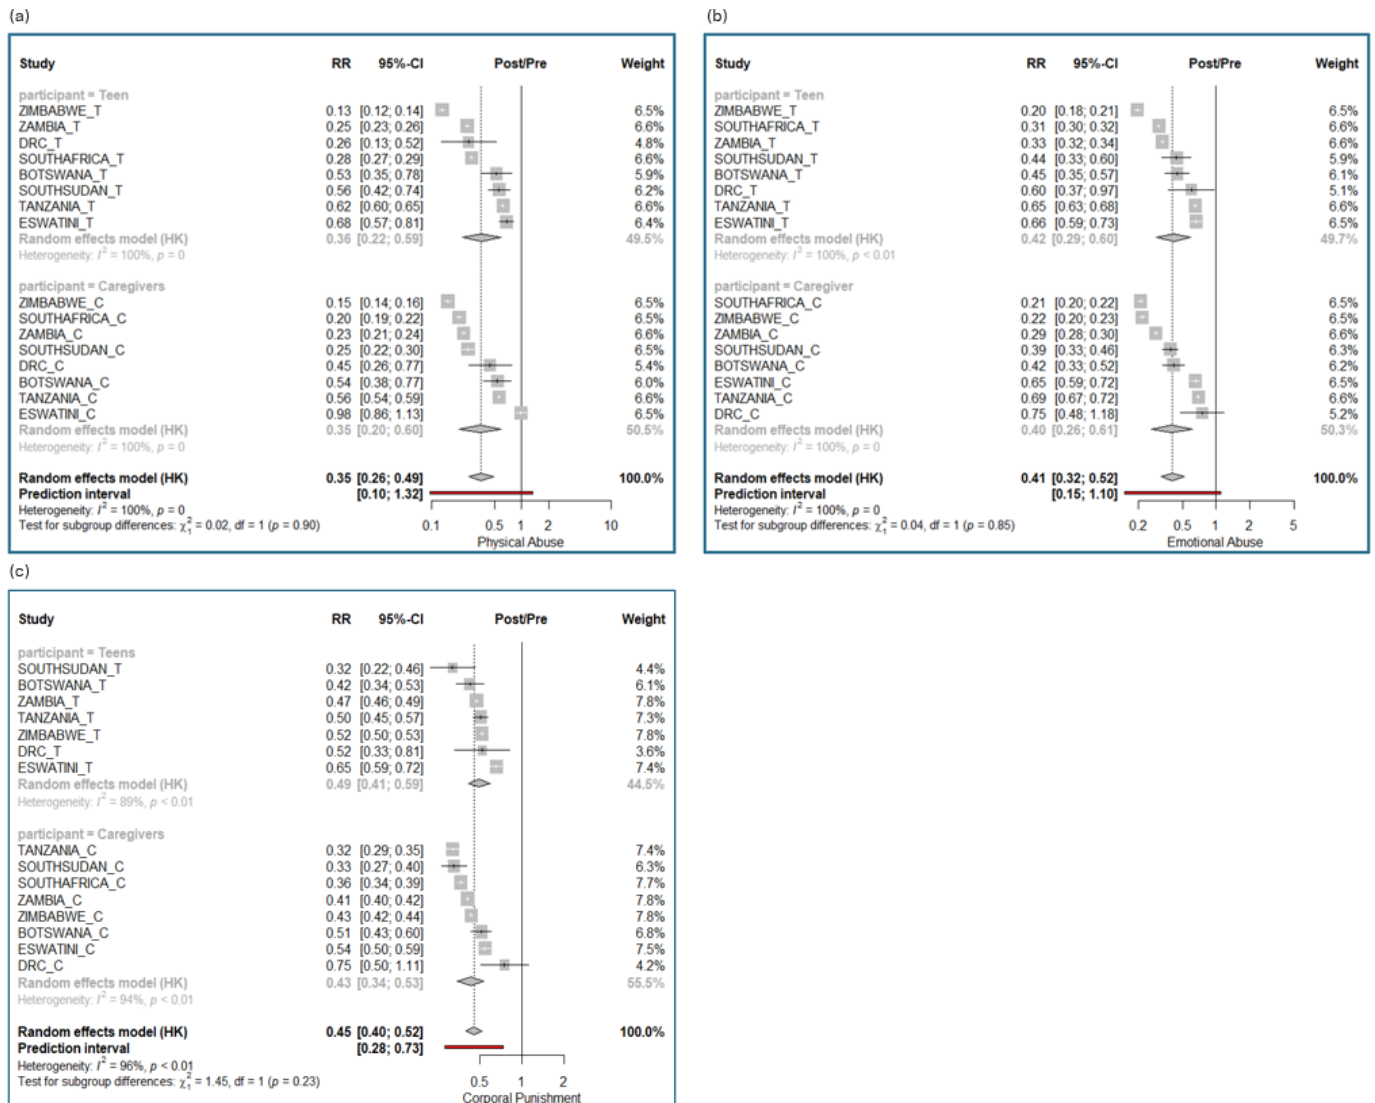 (a)
Study RR 95%-CI Post/Pre Weight
participant = Teen
ZIMBABWE_T 0.13 [0.12; 0.14] 6.5%
ZAMBIA_T 0.25 [0.23; 0.26] 6.6%
DRC_T 0.26 [0.13; 0.52] 4.8%
SOUTHAFRICA_T 0.28 [0.27; 0.29] 6.6%
BOTSWANA_T 0.53 [0.35; 0.78] 5.9%
SOUTHSUDAN_T 0.56 [0.42; 0.74] 6.2%
TANZANIA_T 0.62 [0.60; 0.65] 6.6%
ESWATINI_T 0.68 [0.57; 0.81] 6.4%
Random effects model (HK) 0.36 [0.22; 0.59] 49.5%
Heterogeneity: I² = 100%, p = 0
participant = Caregivers
ZIMBABWE_C 0.15 [0.14; 0.16] 6.5%
SOUTHAFRICA_C 0.20 [0.19; 0.22] 6.5%
ZAMBIA_C 0.23 [0.21; 0.24] 6.6%
SOUTHSUDAN_C 0.25 [0.22; 0.30] 6.5%
DRC_C 0.45 [0.26; 0.77] 5.4%
BOTSWANA_C 0.54 [0.38; 0.77] 6.0%
TANZANIA_C 0.56 [0.54; 0.59] 6.6%
ESWATINI_C 0.98 [0.86; 1.13] 6.5%
Random effects model (HK) 0.35 [0.20; 0.60] 50.5%
Heterogeneity: I² = 100%, p = 0
Random effects model (HK) 0.35 [0.26; 0.49] 100.0%
Prediction interval [0.10; 1.32]
Heterogeneity: I² = 100%, p = 0
Test for subgroup differences: χ²₁ = 0.02, df = 1 (p = 0.90)
0.1 0.5 1 2 10
Physical Abuse
(b)
Study RR 95%-CI Post/Pre Weight
participant = Teen
ZIMBABWE_T 0.20 [0.18; 0.21] 6.5%
SOUTHAFRICA_T 0.31 [0.30; 0.32] 6.6%
ZAMBIA_T 0.33 [0.32; 0.34] 6.6%
SOUTHSUDAN_T 0.44 [0.33; 0.60] 5.9%
BOTSWANA_T 0.45 [0.35; 0.57] 6.1%
DRC_T 0.60 [0.37; 0.97] 5.1%
TANZANIA_T 0.65 [0.63; 0.68] 6.6%
ESWATINI_T 0.66 [0.59; 0.73] 6.5%
Random effects model (HK) 0.42 [0.29; 0.60] 49.7%
Heterogeneity: I² = 100%, p < 0.01
participant = Caregiver
SOUTHAFRICA_C 0.21 [0.20; 0.22] 6.5%
ZIMBABWE_C 0.22 [0.20; 0.23] 6.5%
ZAMBIA_C 0.29 [0.28; 0.30] 6.6%
SOUTHSUDAN_C 0.39 [0.33; 0.46] 6.3%
BOTSWANA_C 0.42 [0.33; 0.52] 6.2%
ESWATINI_C 0.65 [0.59; 0.72] 6.5%
TANZANIA_C 0.69 [0.67; 0.72] 6.6%
DRC_C 0.75 [0.48; 1.18] 5.2%
Random effects model (HK) 0.40 [0.26; 0.61] 50.3%
Heterogeneity: I² = 100%, p = 0
Random effects model (HK) 0.41 [0.32; 0.52] 100.0%
Prediction interval [0.15; 1.10]
Heterogeneity: I² = 100%, p = 0
Test for subgroup differences: χ²₁ = 0.04, df = 1 (p = 0.85)
0.2 0.5 1 2 5
Emotional Abuse
(c)
Study RR 95%-CI Post/Pre Weight
participant = Teens
SOUTHSUDAN_T 0.32 [0.22; 0.46] 4.4%
BOTSWANA_T 0.42 [0.34; 0.53] 6.1%
ZAMBIA_T 0.47 [0.46; 0.49] 7.8%
TANZANIA_T 0.50 [0.45; 0.57] 7.3%
ZIMBABWE_T 0.52 [0.50; 0.53] 7.8%
DRC_T 0.52 [0.33; 0.81] 3.6%
ESWATINI_T 0.65 [0.59; 0.72] 7.4%
Random effects model (HK) 0.49 [0.41; 0.59] 44.5%
Heterogeneity: I² = 89%, p < 0.01
participant = Caregivers
TANZANIA_C 0.32 [0.29; 0.35] 7.4%
SOUTHSUDAN_C 0.33 [0.27; 0.40] 6.3%
SOUTHAFRICA_C 0.36 [0.34; 0.39] 7.7%
ZAMBIA_C 0.41 [0.40; 0.42] 7.8%
ZIMBABWE_C 0.43 [0.42; 0.44] 7.8%
BOTSWANA_C 0.51 [0.43; 0.60] 6.8%
ESWATINI_C 0.54 [0.50; 0.59] 7.5%
DRC_C 0.75 [0.50; 1.11] 4.2%
Random effects model (HK) 0.43 [0.34; 0.53] 55.5%
Heterogeneity: I² = 94%, p < 0.01
Random effects model (HK) 0.45 [0.40; 0.52] 100.0%
Prediction interval [0.28; 0.73]
Heterogeneity: I² = 96%, p < 0.01
Test for subgroup differences: χ²₁ = 1.45, df = 1 (p = 0.23)
0.5 1 2
Corporal Punishment